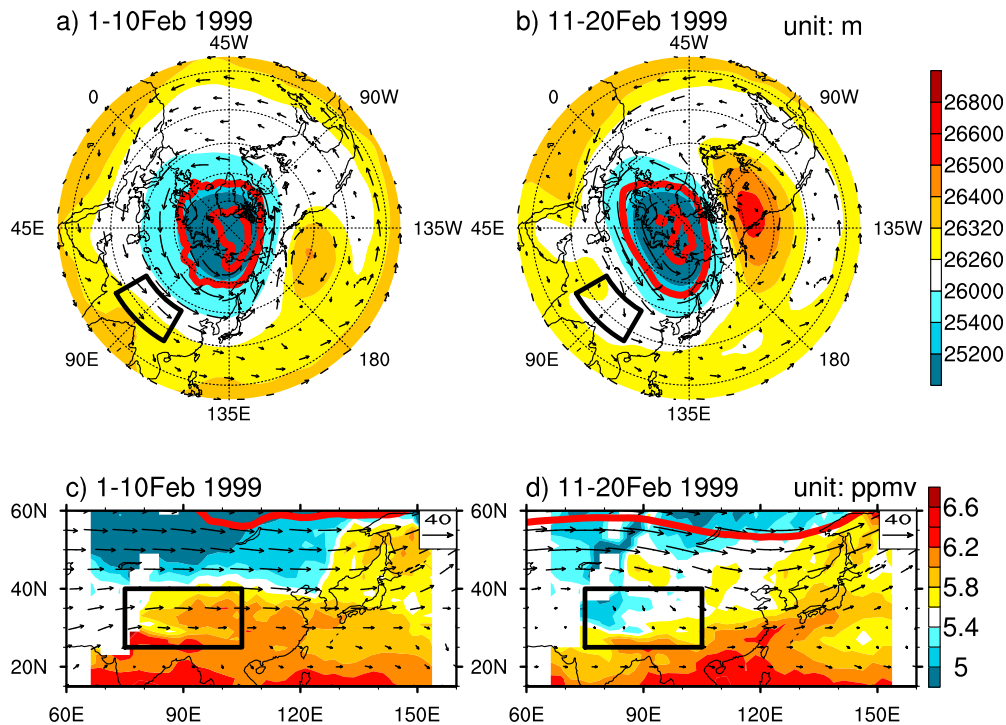 a) 1-10Feb 1999
b) 11-20Feb 1999
unit: m
45W
45W
0
90W
0
90W
45E
135W
45E
135W
90E
180
90E
180
135E
135E
26800
26600
26500
26400
26320
26260
26000
25400
25200
c) 1-10Feb 1999
d) 11-20Feb 1999
unit: ppmv
60N
40N
20N
60E
90E
120E
150E
40
60N
40N
20N
60E
90E
120E
150E
40
6.6
6.2
5.8
5.4
5